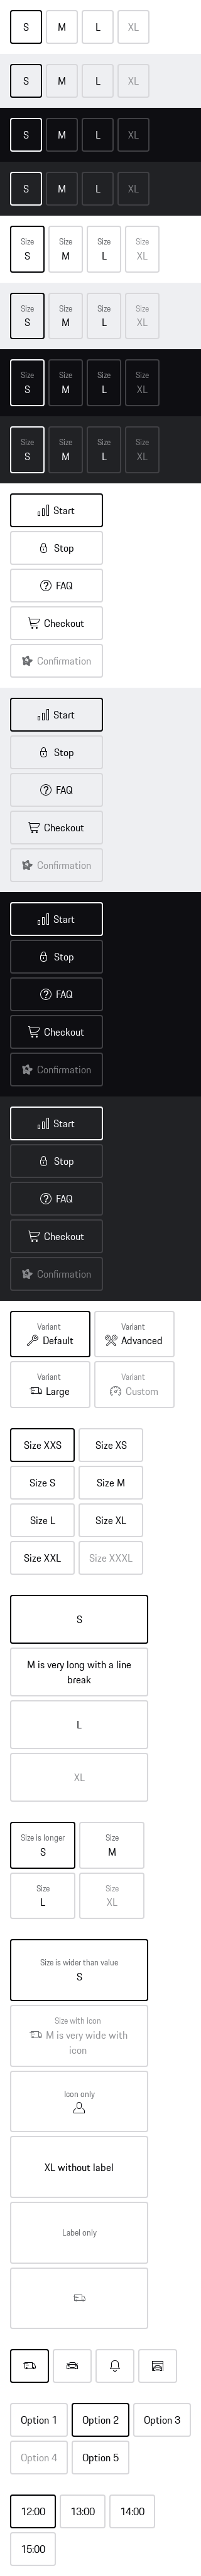 S M L XL
S M L XL
S M L XL
S M L XL
Size Size Size Size
S M L XL
Size Size Size Size
S M L XL
Size Size Size Size
S M L XL
Size Size Size Size
S M L XL
Start
Stop
FAQ
Checkout
Confirmation
Start
Stop
FAQ
Checkout
Confirmation
Start
Stop
FAQ
Checkout
Confirmation
Start
Stop
FAQ
Checkout
Confirmation
Variant Variant
Default Advanced
Variant Variant
Large Custom
Size XXS Size XS
Size S Size M
Size L Size XL
Size XXL Size XXXL
S
M is very long with a line
break
L
XL
Size is longer Size
S M
Size Size
L XL
Size is wider than value
S
Size with icon
M is very wide with
icon
Icon only
XL without label
Label only
Option 1 Option 2 Option 3
Option 4 Option 5
12:00 13:00 14:00
15:00